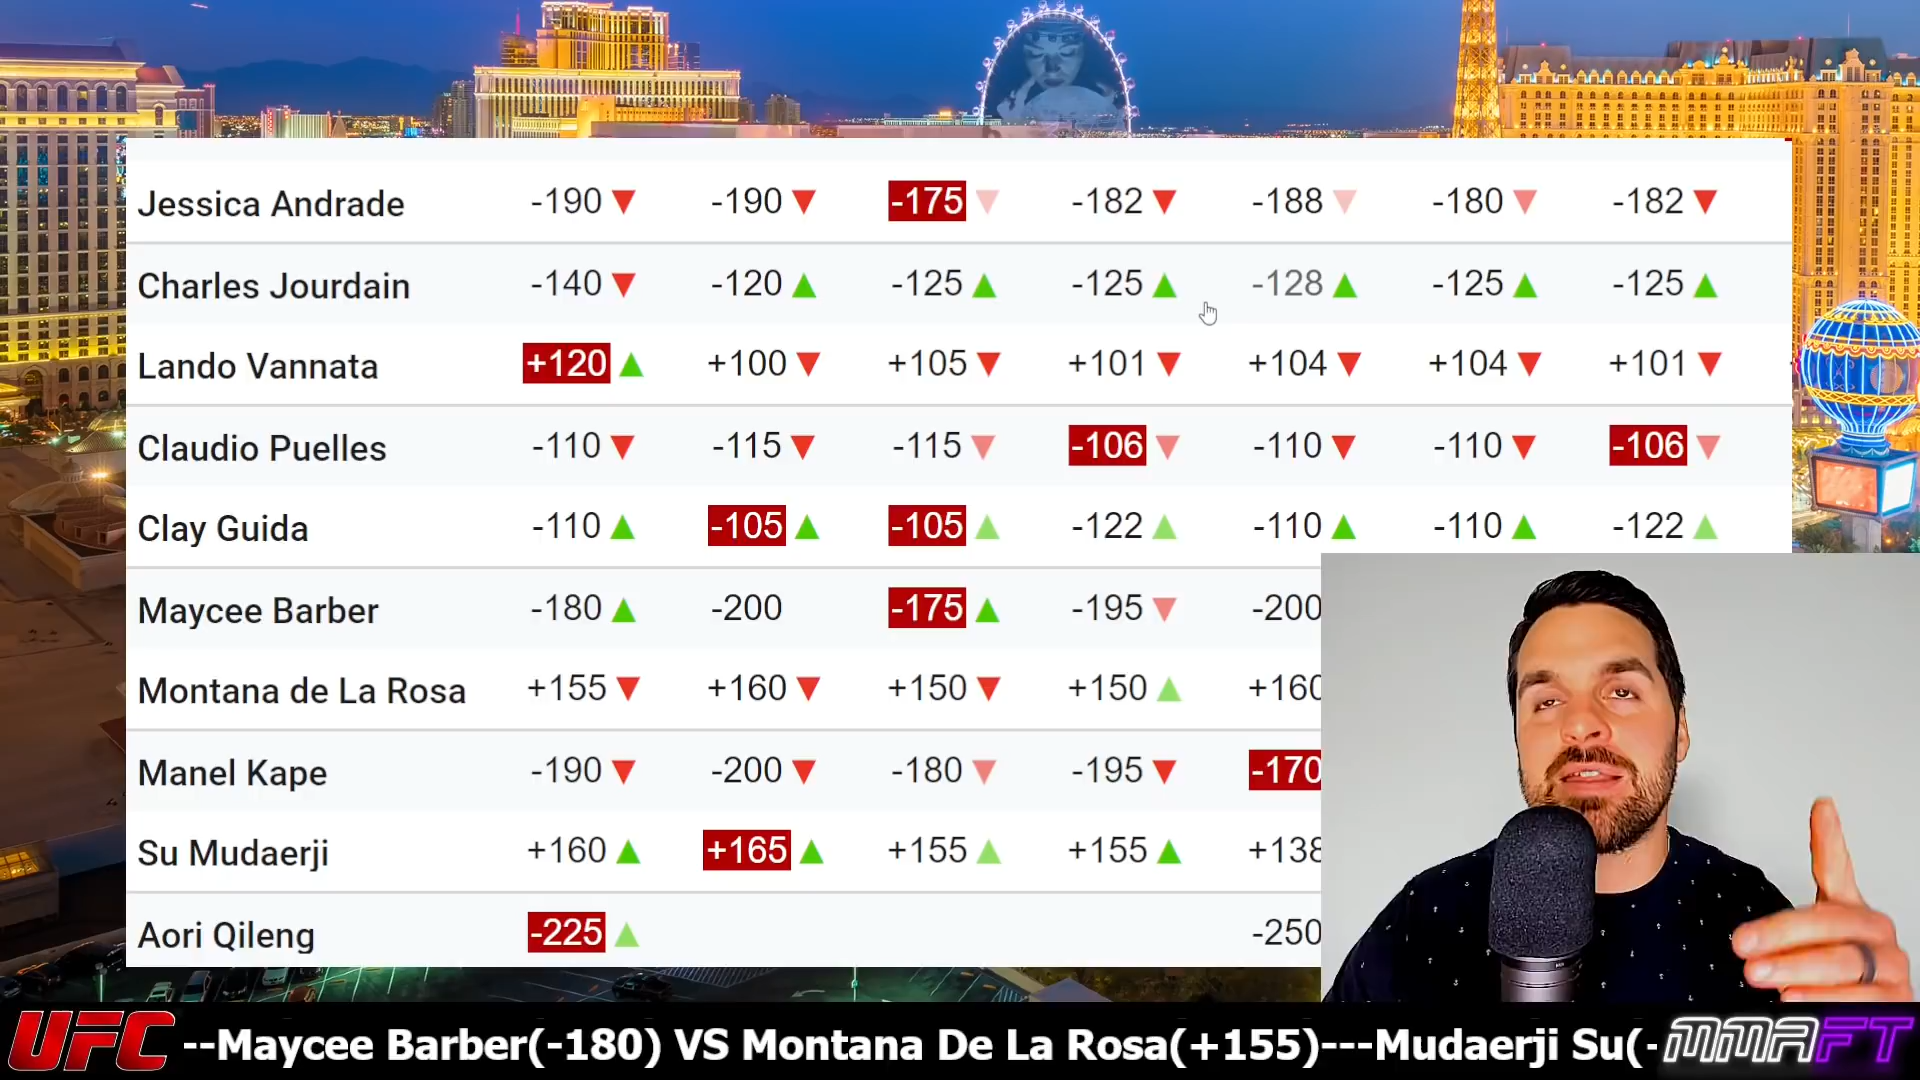 Jessica Andrade -190 -190 -175 -182 -188 -180 -182
Charles Jourdain -140 -120 -125 -125 -128 -125 -125
Lando Vannata +120 +100 +105 +101 +104 +104 +101
Claudio Puelles -110 -115 -115 -106 -110 -110 -106
Clay Guida -110 -105 -105 -122 -110 -110 -122
Maycee Barber -180 -200 -175 -195 -200
Montana de La Rosa +155 +160 +150 +150 +160
Manel Kape -190 -200 -180 -195 -170
Su Mudaerji +160 +165 +155 +155 +138
Aori Qileng -225 -250
UFC --Maycee Barber(-180) VS Montana De La Rosa(+155)---Mudaerji Su(- MMAFT